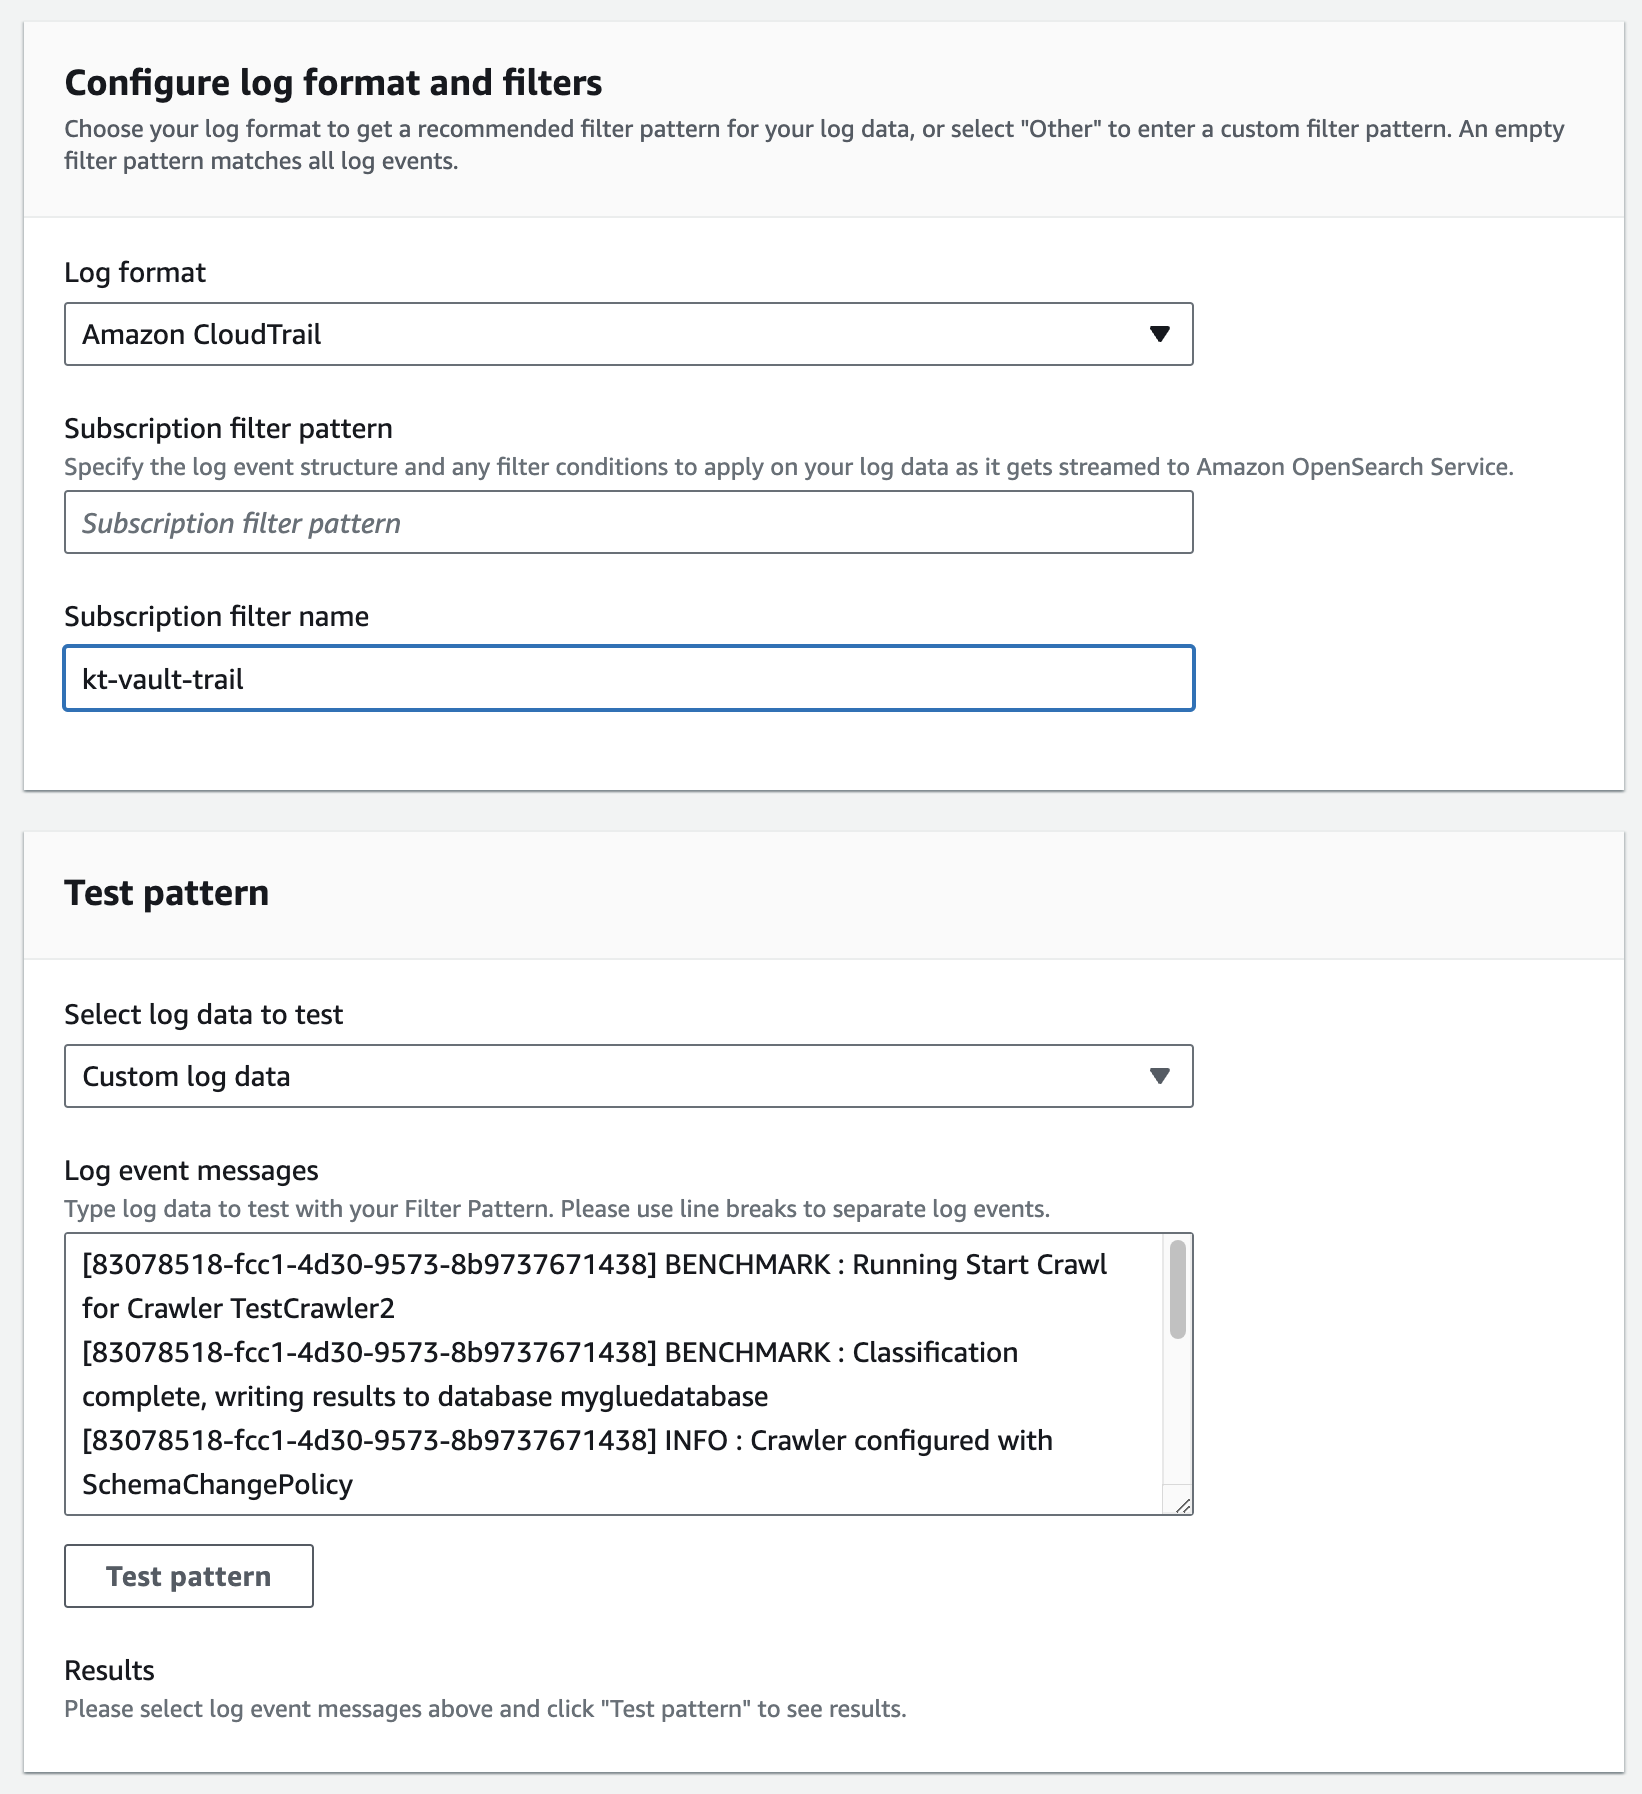 Configure log format and filters
Choose your log format to get a recommended filter pattern for your log data, or select "Other" to enter a custom filter pattern. An empty
filter pattern matches all log events.
Log format
Amazon CloudTrail
Subscription filter pattern
Specify the log event structure and any filter conditions to apply on your log data as it gets streamed to Amazon OpenSearch Service.
Subscription filter pattern
Subscription filter name
kt-vault-trail
Test pattern
Select log data to test
Custom log data
Log event messages
Type log data to test with your Filter Pattern. Please use line breaks to separate log events.
[83078518-fcc1-4d30-9573-8b9737671438] BENCHMARK : Running Start Crawl
for Crawler TestCrawler2
[83078518-fcc1-4d30-9573-8b9737671438] BENCHMARK : Classification
complete, writing results to database mygluedatabase
[83078518-fcc1-4d30-9573-8b9737671438] INFO : Crawler configured with
SchemaChangePolicy
Test pattern
Results
Please select log event messages above and click "Test pattern" to see results.